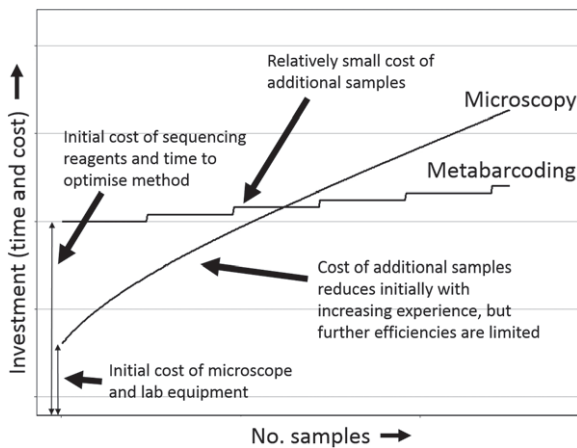 Relatively small cost of
additional samples
Microscopy
Initial cost of sequencing
reagents and time to
optimise method
Metabarcoding
Cost of additional samples
reduces initially with
increasing experience, but
further efficiencies are limited
Initial cost of microscope
and lab equipment
Investment (time and cost)
No. samples